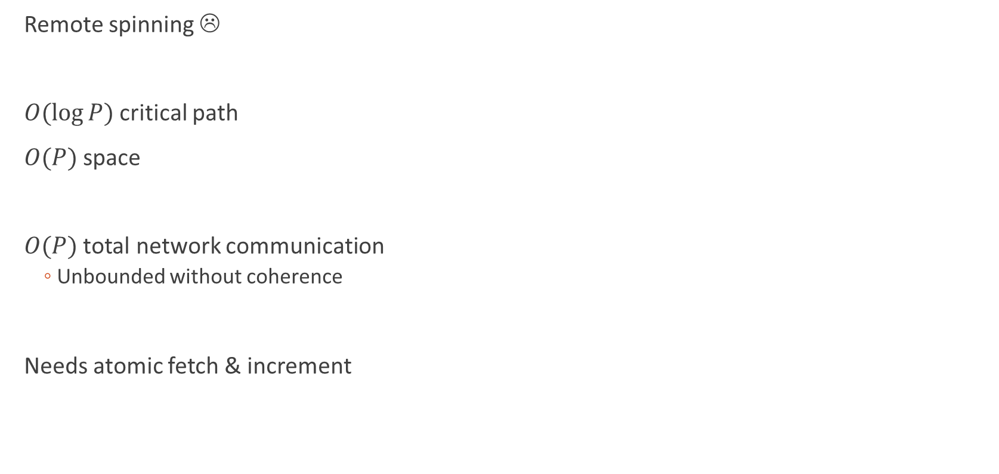 Remote spinning ☹
O(log P) critical path
O(P) space
O(P) total network communication
◦ Unbounded without coherence
Needs atomic fetch & increment